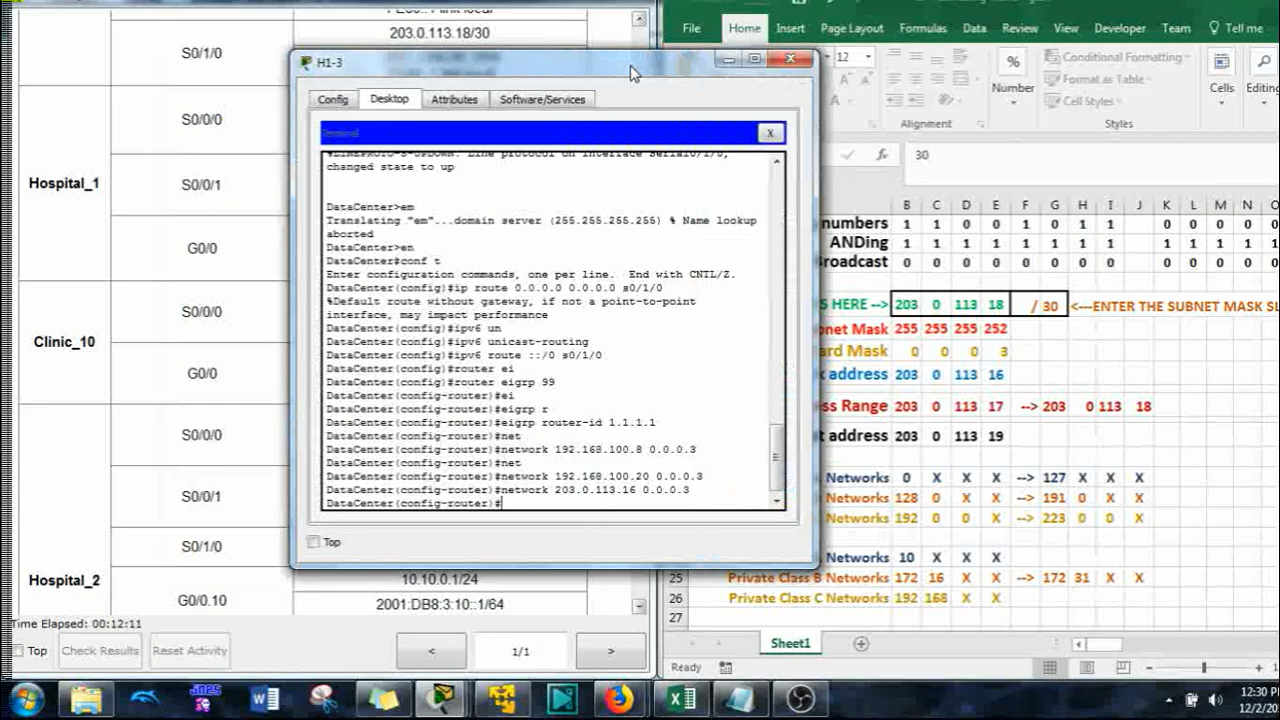 203.0.113.18/30
S0/1/0
S0/0/0
Hospital_1
S0/0/1
G0/0
S0/0/0
Clinic_10
G0/0
S0/0/0
S0/0/1
S0/1/0
Hospital_2
10.10.0.1/24
G0/0.10
2001:DB8:3:10::1/64
Time Elapsed: 00:12:11
Top
Check Results
Reset Activity
<
1/1
>
H1-3
Config
Desktop
Attributes
Software/Services
Terminal
X
%LINEPROTO-5-UPDOWN: Line protocol on Interface Serial0/1/0,
changed state to up
DataCenter>em
Translating "em"...domain server (255.255.255.255) % Name lookup
aborted
DataCenter>en
DataCenter#conf t
Enter configuration commands, one per line.  End with CNTL/Z.
DataCenter(config)#ip route 0.0.0.0 0.0.0.0 s0/1/0
%Default route without gateway, if not a point-to-point
interface, may impact performance
DataCenter(config)#ipv6 un
DataCenter(config)#ipv6 unicast-routing
DataCenter(config)#ipv6 route ::/0 s0/1/0
DataCenter(config)#router ei
DataCenter(config)#router eigrp 99
DataCenter(config-router)#ei
DataCenter(config-router)#eigrp r
DataCenter(config-router)#eigrp router-id 1.1.1.1
DataCenter(config-router)#net
DataCenter(config-router)#network 192.168.100.8 0.0.0.3
DataCenter(config-router)#net
DataCenter(config-router)#network 192.168.100.20 0.0.0.3
DataCenter(config-router)#network 203.0.113.16 0.0.0.3
DataCenter(config-router)#
Top
File Home Insert Page Layout Formulas Data Review View Developer Team Tell me
12
% Conditional Formatting
Format as Table
Cell Styles
Number
Cells
Editing
Alignment
Styles
fx 30
B C D E F G H I J K L M N O
numbers 1 1 0 0 1 0 1 1 0 0 0 0
ANDing 1 1 1 1 1 1 1 1 0 0 0 0
Broadcast 0 0 0 0 0 0 0 0 0 0 0 0
S HERE --> 203 0 113 18 / 30 <---ENTER THE SUBNET MASK SL
bnet Mask 255 255 255 252
ard Mask 0 0 0 3
k address 203 0 113 16
ss Range 203 0 113 17 --> 203 0 113 18
t address 203 0 113 19
Networks 0 X X X --> 127 X X X
Networks 128 0 X X --> 191 0 X X
Networks 192 0 0 X --> 223 0 0 X
Networks 10 X X X
25 Private Class B Networks 172 16 X X --> 172 31 X X
26 Private Class C Networks 192 168 X X
27
Sheet1
Ready
12:30 P
12/2/20